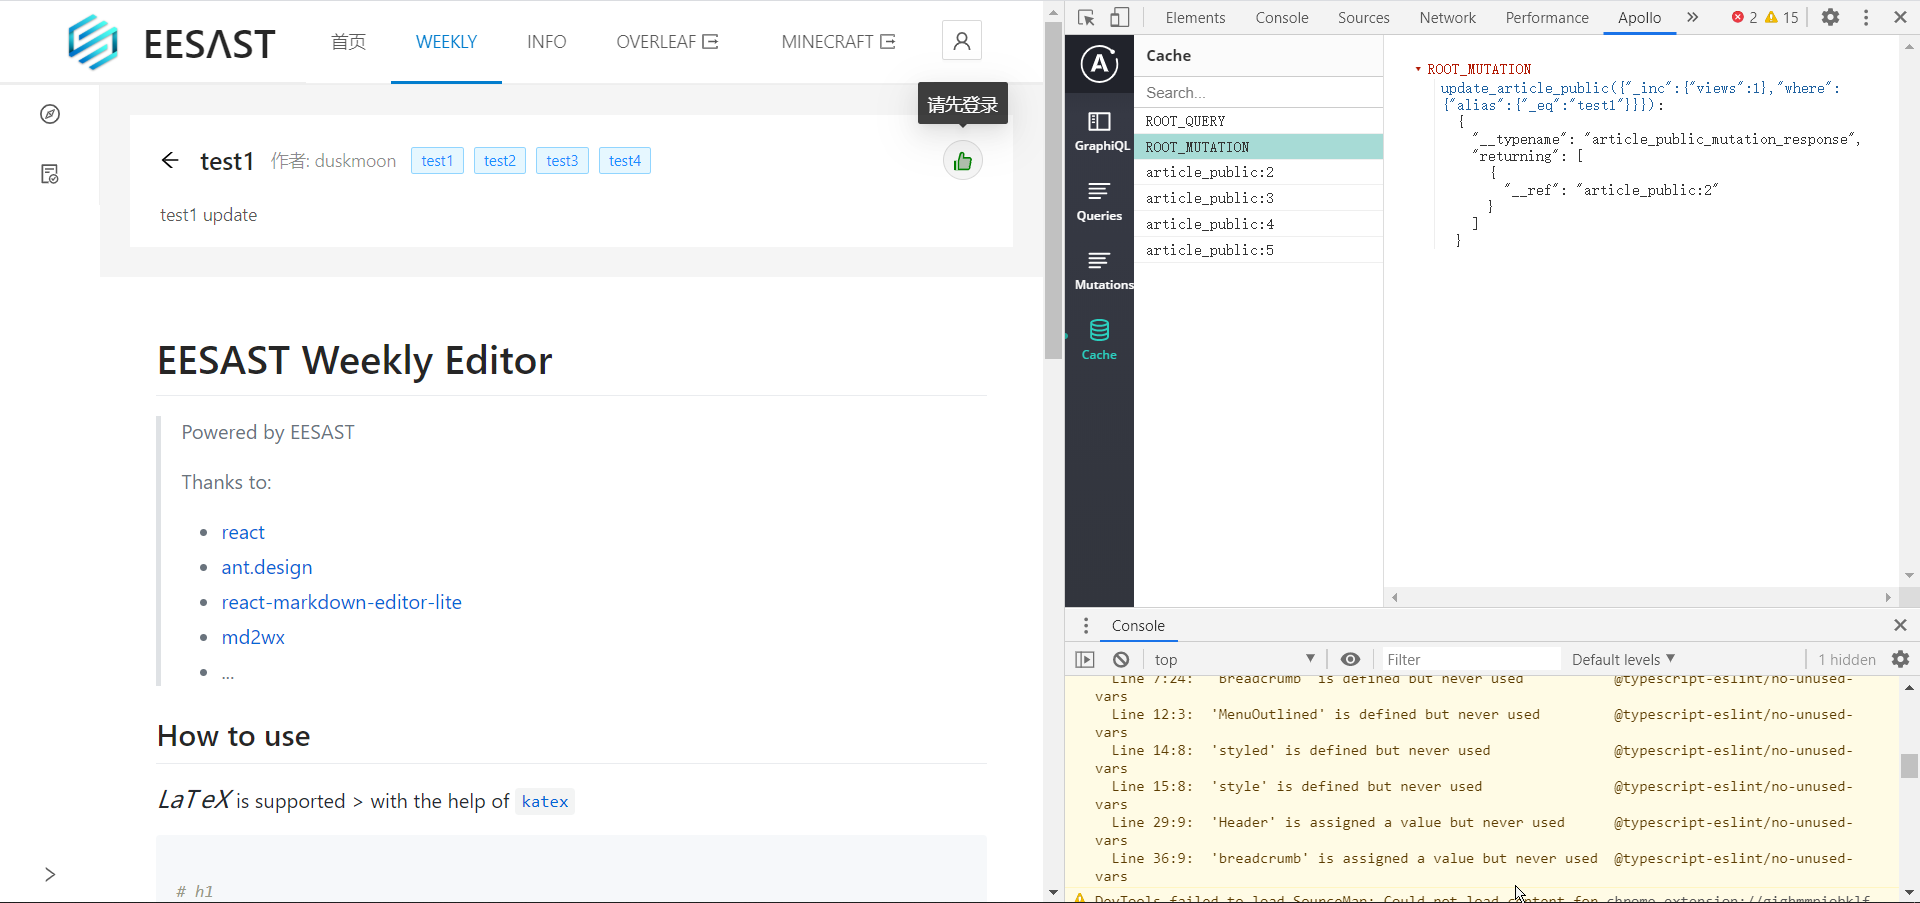 EESAST 首页 WEEKLY INFO OVERLEAF MINECRAFT
请先登录
test1 作者: duskmoon test1 test2 test3 test4
test1 update
EESAST Weekly Editor
Powered by EESAST
Thanks to:
react
ant.design
react-markdown-editor-lite
md2wx
...
How to use
LaTeX is supported > with the help of katex
# h1
Elements Console Sources Network Performance Apollo 2 15
GraphiQL
Queries
Mutations
Cache
Cache
Search...
ROOT_QUERY
ROOT_MUTATION
article_public:2
article_public:3
article_public:4
article_public:5
ROOT_MUTATION
update_article_public({"_inc":{"views":1},"where":
{"alias":{"_eq":"test1"}}}):
{
"__typename": "article_public_mutation_response",
"returning": [
{
"__ref": "article_public:2"
}
]
}
Console
top Filter Default levels 1 hidden
Line 7:24: 'Breadcrumb' is defined but never used @typescript-eslint/no-unused-
vars
Line 12:3: 'MenuOutlined' is defined but never used @typescript-eslint/no-unused-
vars
Line 14:8: 'styled' is defined but never used @typescript-eslint/no-unused-
vars
Line 15:8: 'style' is defined but never used @typescript-eslint/no-unused-
vars
Line 29:9: 'Header' is assigned a value but never used @typescript-eslint/no-unused-
vars
Line 36:9: 'breadcrumb' is assigned a value but never used @typescript-eslint/no-unused-
vars
DevTools failed to load SourceMap: Could not load content for